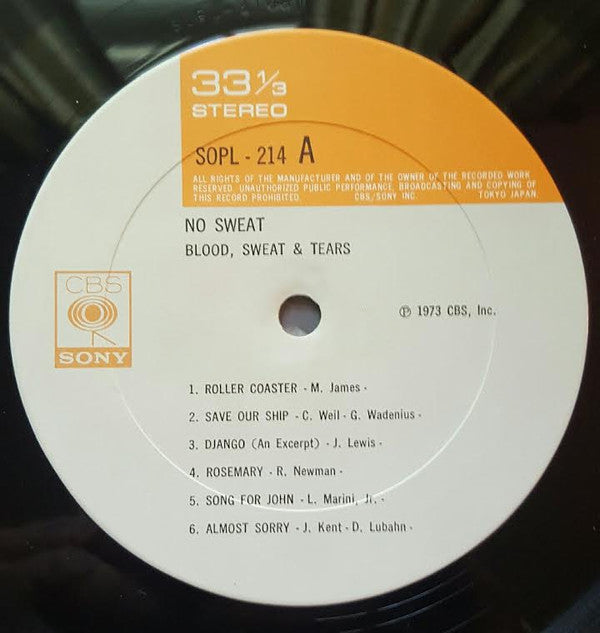 33 1/3
STEREO
SOPL - 214 A
ALL RIGHTS OF THE MANUFACTURER AND OF THE OWNER OF THE RECORDED WORK
RESERVED. UNAUTHORIZED PUBLIC PERFORMANCE, BROADCASTING AND COPYING OF
THIS RECORD PROHIBITED. CBS/SONY INC. TOKYO JAPAN.
NO SWEAT
BLOOD, SWEAT & TEARS
CBS
SONY
℗ 1973 CBS, Inc.
1. ROLLER COASTER - M. James -
2. SAVE OUR SHIP - C. Weil - G. Wadenius -
3. DJANGO (An Excerpt) - J. Lewis -
4. ROSEMARY - R. Newman -
5. SONG FOR JOHN - L. Marini, Jr. -
6. ALMOST SORRY - J. Kent - D. Lubahn -